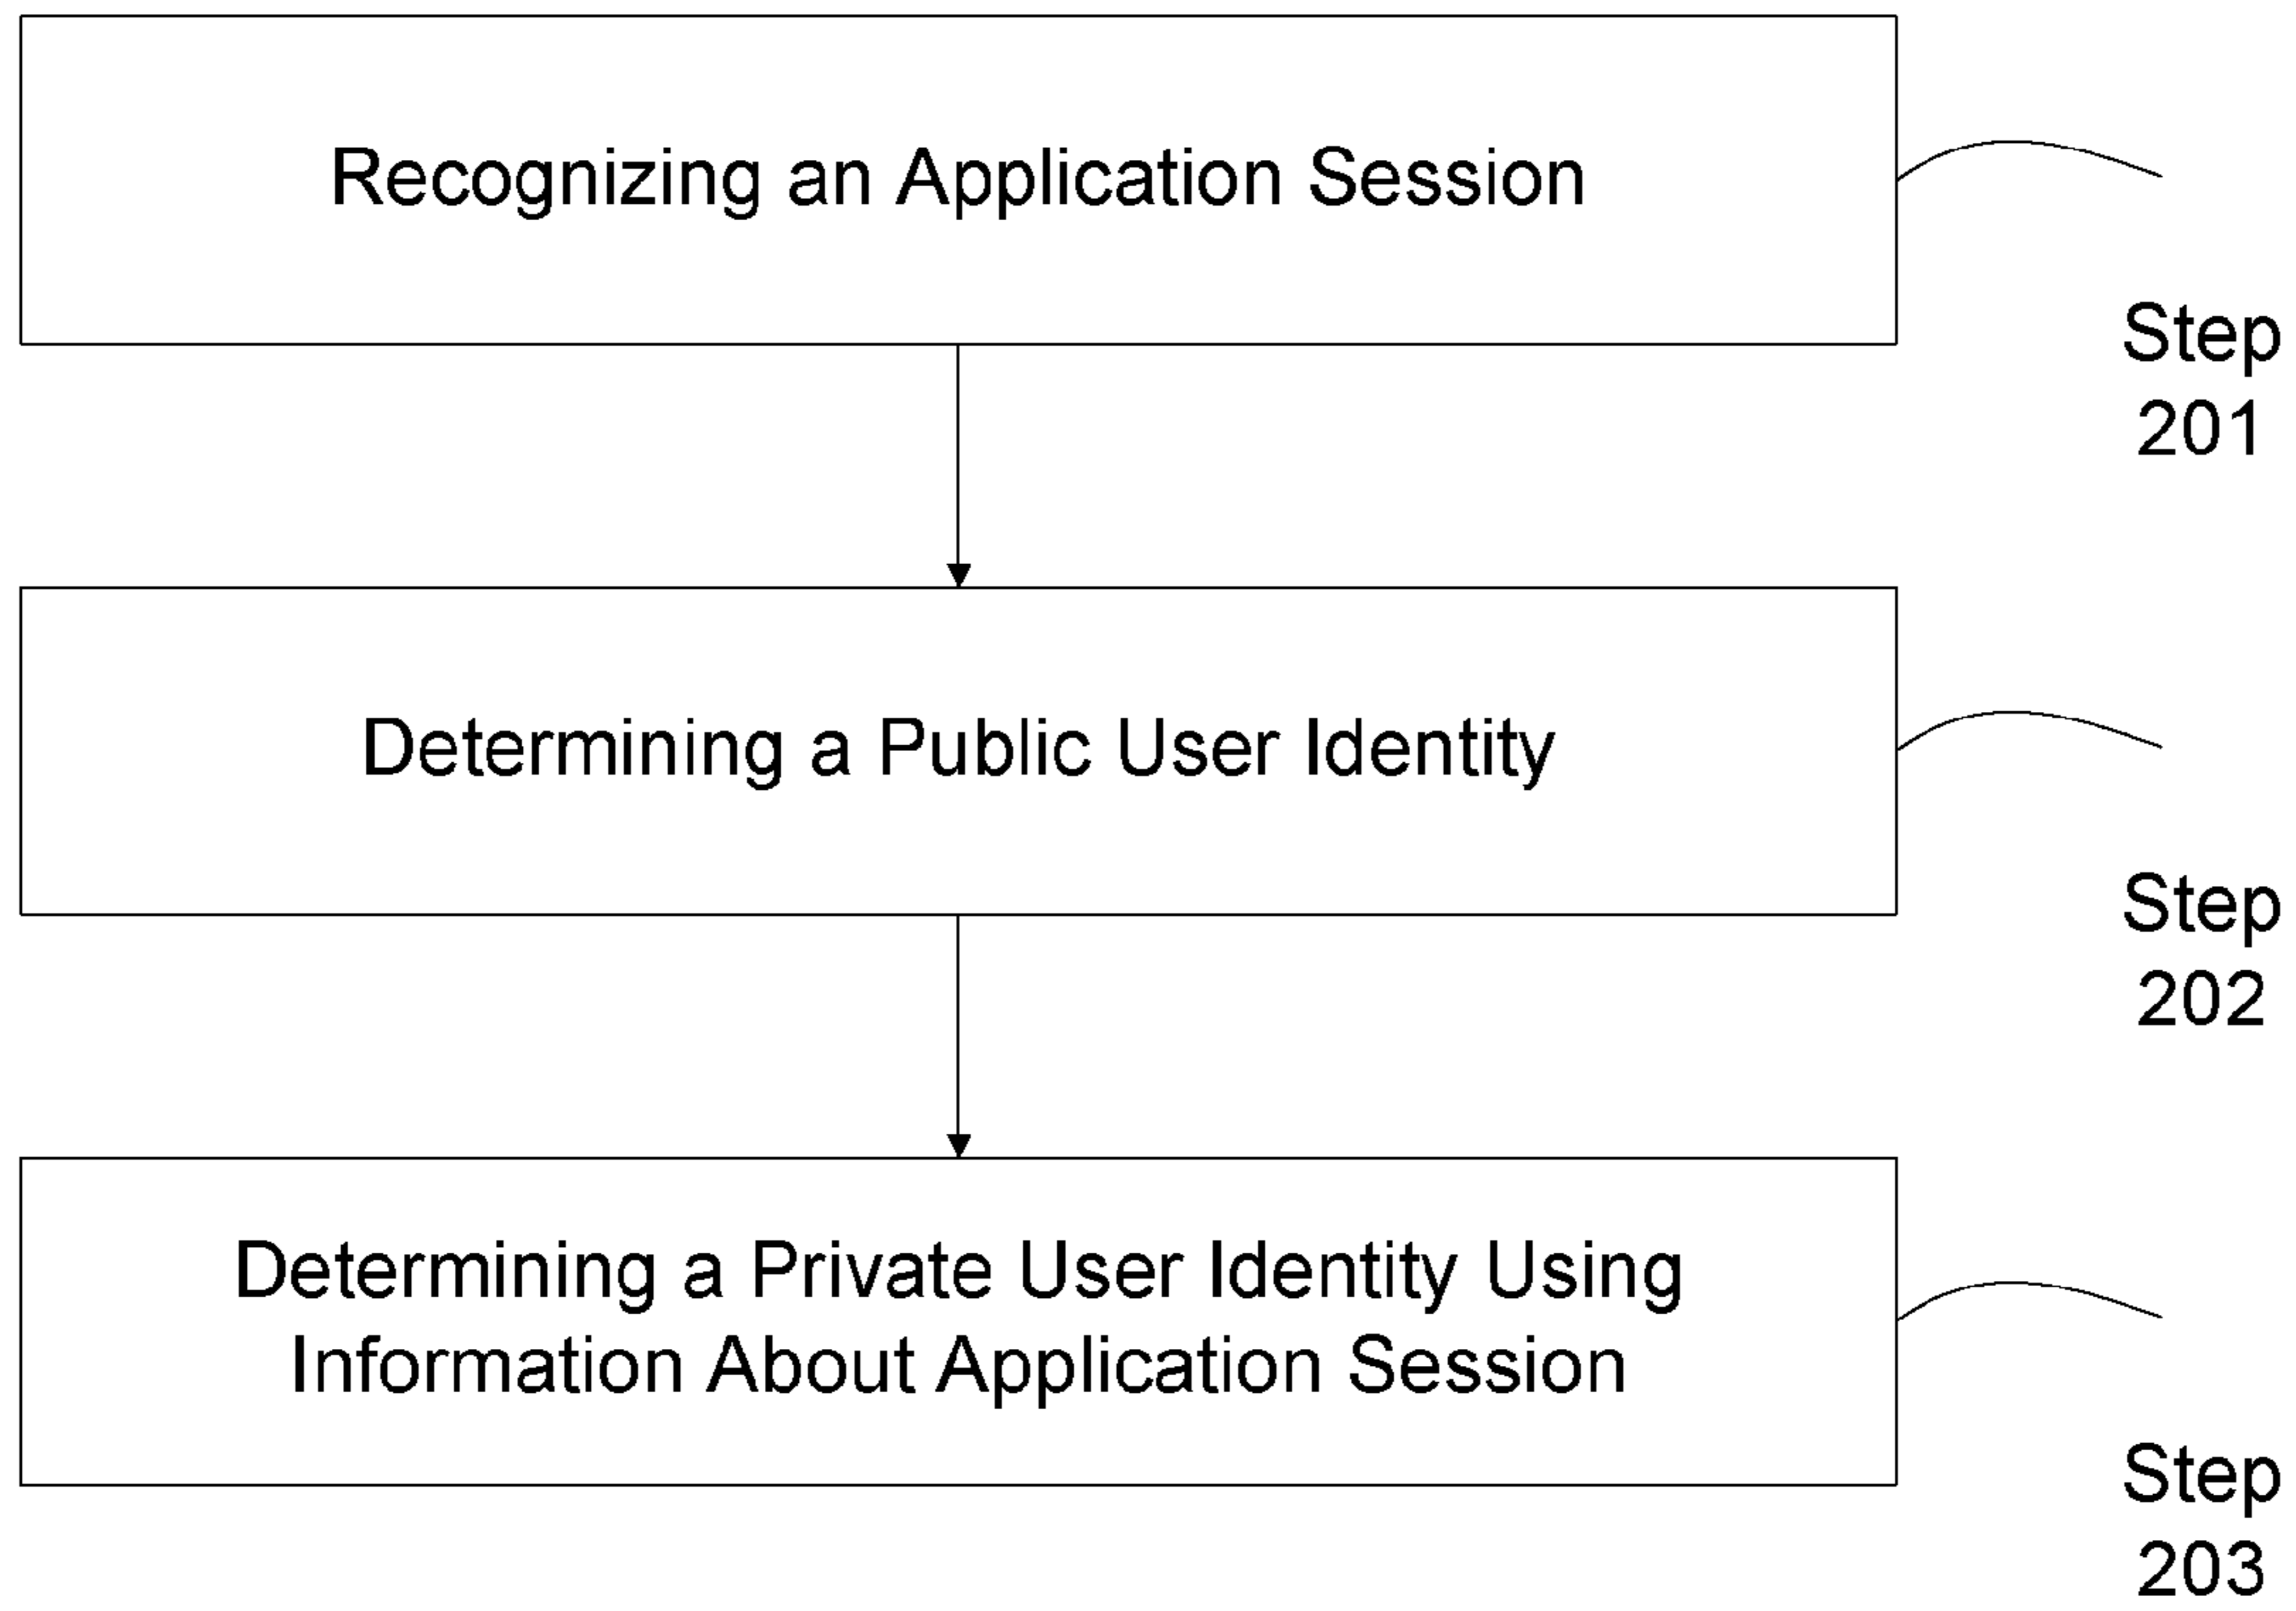 Recognizing an Application Session
Step
201
Determining a Public User Identity
Step
202
Determining a Private User Identity Using
Information About Application Session
Step
203